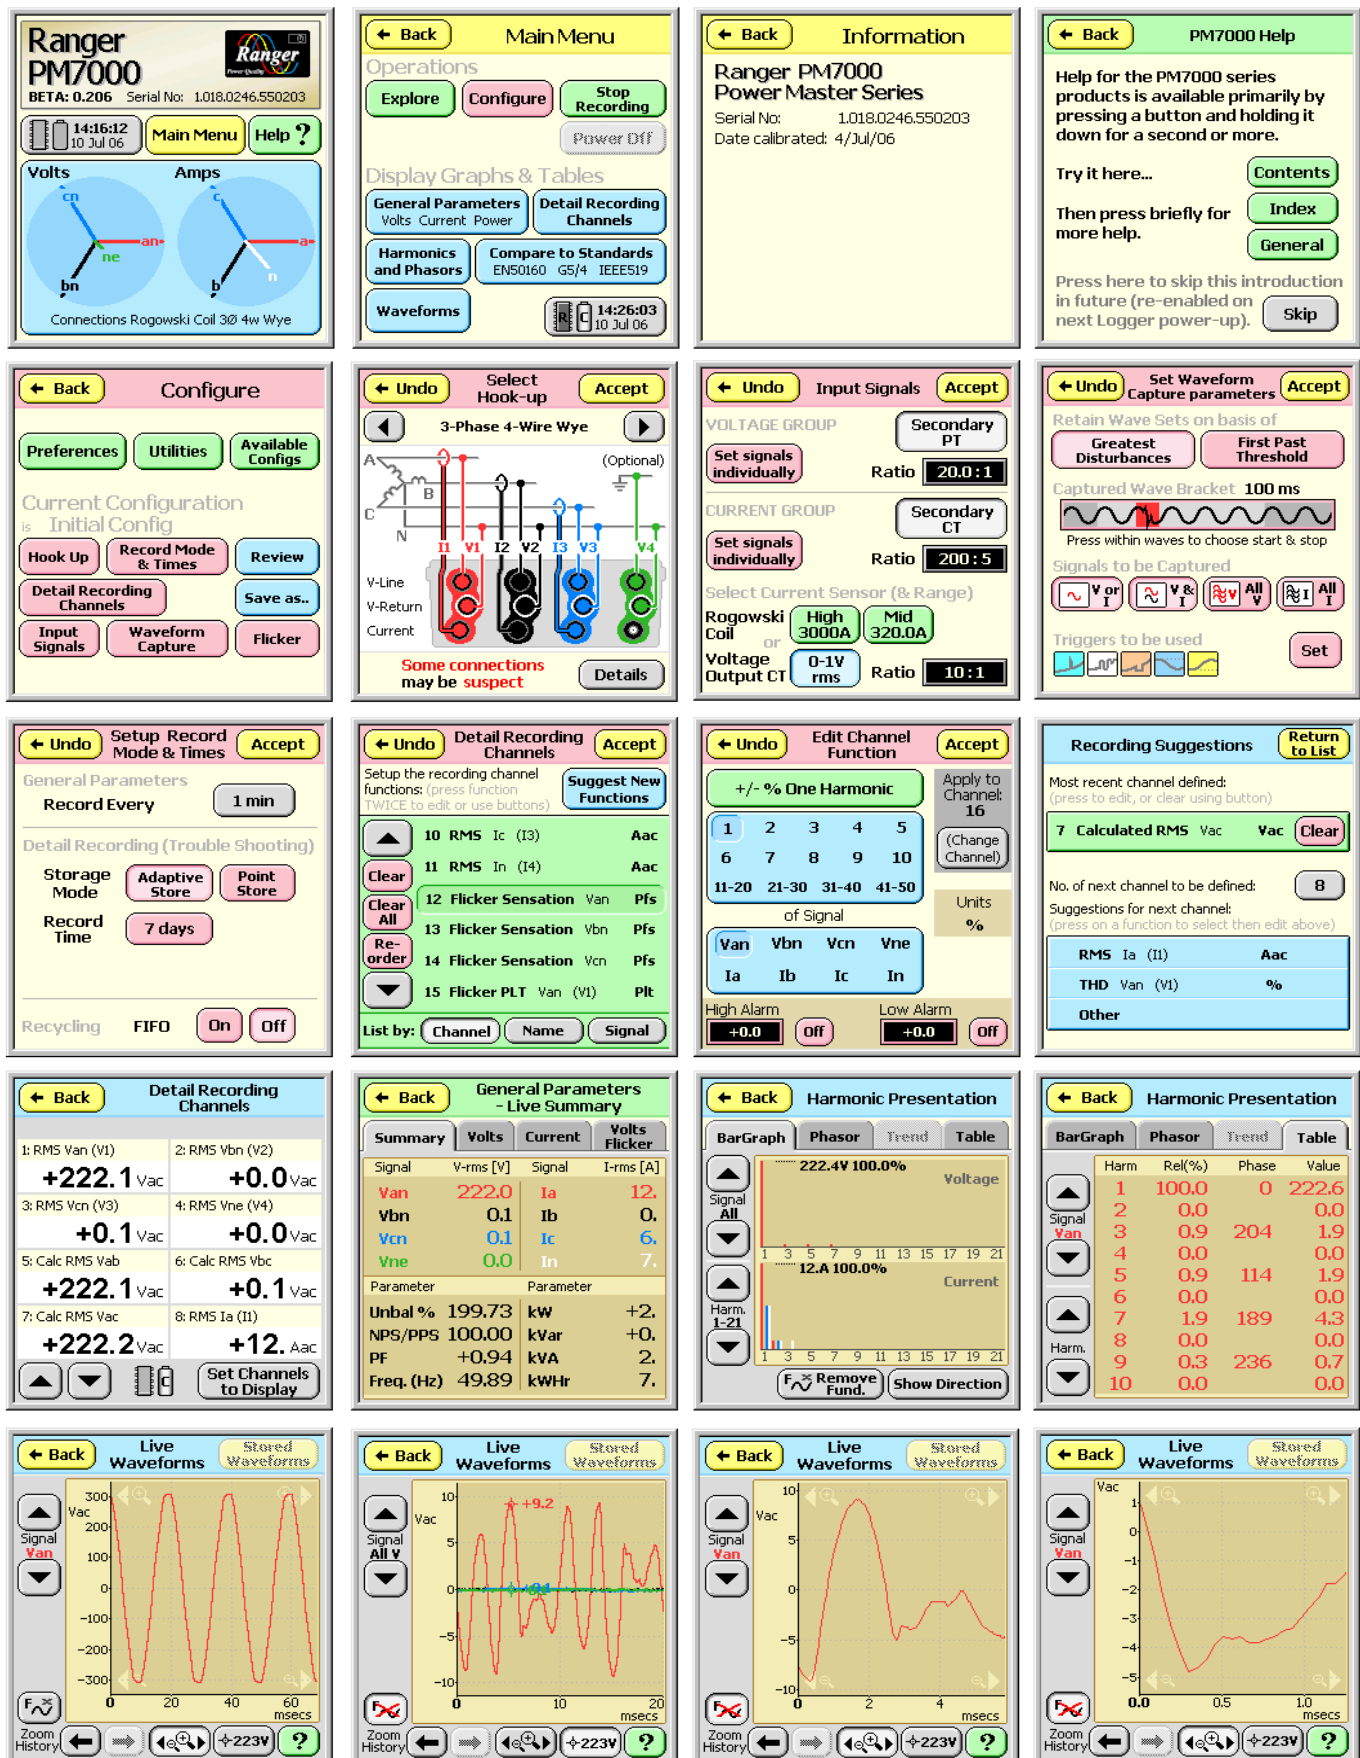 Ranger
PM7000
Ranger
Power Quality
BETA: 0.206 Serial No: 1.018.0246.550203
14:16:12
10 Jul 06
Main Menu
Help ?
Volts
Amps
cn
an
ne
bn
c
a
n
b
Connections Rogowski Coil 3Ø 4w Wye
← Back
Main Menu
Operations
Explore
Configure
Stop
Recording
Power Off
Display Graphs & Tables
General Parameters
Volts Current Power
Detail Recording
Channels
Harmonics
and Phasors
Compare to Standards
EN50160 G5/4 IEEE519
Waveforms
R
C
14:26:03
10 Jul 06
← Back
Information
Ranger PM7000
Power Master Series
Serial No: 1.018.0246.550203
Date calibrated: 4/Jul/06
← Back
PM7000 Help
Help for the PM7000 series
products is available primarily by
pressing a button and holding it
down for a second or more.
Try it here...
Contents
Then press briefly for
more help.
Index
General
Press here to skip this introduction
in future (re-enabled on
next Logger power-up).
Skip
← Back
Configure
Preferences
Utilities
Available
Configs
Current Configuration
is Initial Config
Hook Up
Record Mode
& Times
Review
Detail Recording
Channels
Save as..
Input
Signals
Waveform
Capture
Flicker
← Undo
Select
Hook-up
Accept
3-Phase 4-Wire Wye
A
B
C
N
(Optional)
I1 V1 I2 V2 I3 V3 V4
V-Line
V-Return
Current
Some connections
may be suspect
Details
← Undo
Input Signals
Accept
VOLTAGE GROUP
Secondary
PT
Set signals
individually
Ratio 20.0:1
CURRENT GROUP
Secondary
CT
Set signals
individually
Ratio 200:5
Select Current Sensor (& Range)
Rogowski
Coil
or
High
3000A
Mid
320.0A
Voltage
Output CT
0-1V
rms
Ratio 10:1
← Undo
Set Waveform
Capture parameters
Accept
Retain Wave Sets on basis of
Greatest
Disturbances
First Past
Threshold
Captured Wave Bracket 100 ms
Press within waves to choose start & stop
Signals to be Captured
V or
I
V &
I
V
All
V
I
All
I
Triggers to be used
Set
← Undo
Setup Record
Mode & Times
Accept
General Parameters
Record Every
1 min
Detail Recording (Trouble Shooting)
Storage
Mode
Adaptive
Store
Point
Store
Record
Time
7 days
Recycling FIFO
On
Off
← Undo
Detail Recording
Channels
Accept
Setup the recording channel
functions: (press function
TWICE to edit or use buttons)
Suggest New
Functions
10 RMS Ic (I3) Aac
11 RMS In (I4) Aac
Clear
12 Flicker Sensation Van Pfs
Clear
All
13 Flicker Sensation Vbn Pfs
Re-
order
14 Flicker Sensation Vcn Pfs
15 Flicker PLT Van (V1) Plt
List by: Channel Name Signal
← Undo
Edit Channel
Function
Accept
+/- % One Harmonic
Apply to
Channel:
16
(Change
Channel)
1 2 3 4 5
6 7 8 9 10
11-20 21-30 31-40 41-50
of Signal
Units
%
Van Vbn Vcn Vne
Ia Ib Ic In
High Alarm
+0.0
Off
Low Alarm
+0.0
Off
Recording Suggestions
Return
to List
Most recent channel defined:
(press to edit, or clear using button)
7 Calculated RMS Vac Vac
Clear
No. of next channel to be defined:
8
Suggestions for next channel:
(press on a function to select then edit above)
RMS Ia (I1) Aac
THD Van (V1) %
Other
← Back
Detail Recording
Channels
1: RMS Van (V1)
+222.1 Vac
2: RMS Vbn (V2)
+0.0 Vac
3: RMS Vcn (V3)
+0.1 Vac
4: RMS Vne (V4)
+0.0 Vac
5: Calc RMS Vab
+222.1 Vac
6: Calc RMS Vbc
+0.1 Vac
7: Calc RMS Vac
+222.2 Vac
8: RMS Ia (I1)
+12. Aac
C
Set Channels
to Display
← Back
General Parameters
- Live Summary
Summary
Volts
Current
Volts
Flicker
Signal V-rms [V] Signal I-rms [A]
Van 222.0 Ia 12.
Vbn 0.1 Ib 0.
Vcn 0.1 Ic 6.
Vne 0.0 In 7.
Parameter Parameter
Unbal % 199.73 kW +2.
NPS/PPS 100.00 kVar +0.
PF +0.94 kVA 2.
Freq. (Hz) 49.89 kWHr 7.
← Back
Harmonic Presentation
BarGraph Phasor Trend Table
Signal
All
222.4V 100.0%
Voltage
1 3 5 7 9 11 13 15 17 19 21
12.A 100.0%
Current
Harm.
1-21
1 3 5 7 9 11 13 15 17 19 21
F
Remove
Fund.
Show Direction
← Back
Harmonic Presentation
BarGraph Phasor Trend Table
Signal
Van
Harm.
Harm Rel(%) Phase Value
1 100.0 0 222.6
2 0.0 0.0
3 0.9 204 1.9
4 0.0 0.0
5 0.9 114 1.9
6 0.0 0.0
7 1.9 189 4.3
8 0.0 0.0
9 0.3 236 0.7
10 0.0 0.0
← Back
Live
Waveforms
Stored
Waveforms
Signal
Van
300
Vac
200
100
0
-100
-200
-300
0 20 40 60
msecs
F
Zoom
History
223V
?
← Back
Live
Waveforms
Stored
Waveforms
Signal
All V
10
Vac
+9.2
5
0
-5
-10
0 10 20
msecs
F
Zoom
History
223V
?
← Back
Live
Waveforms
Stored
Waveforms
Signal
Van
10
Vac
5
0
-5
-10
0 2 4
msecs
F
Zoom
History
223V
?
← Back
Live
Waveforms
Stored
Waveforms
Signal
Van
Vac
1
0
-1
-2
-3
-4
-5
0.0 0.5 1.0
msecs
F
Zoom
History
223V
?